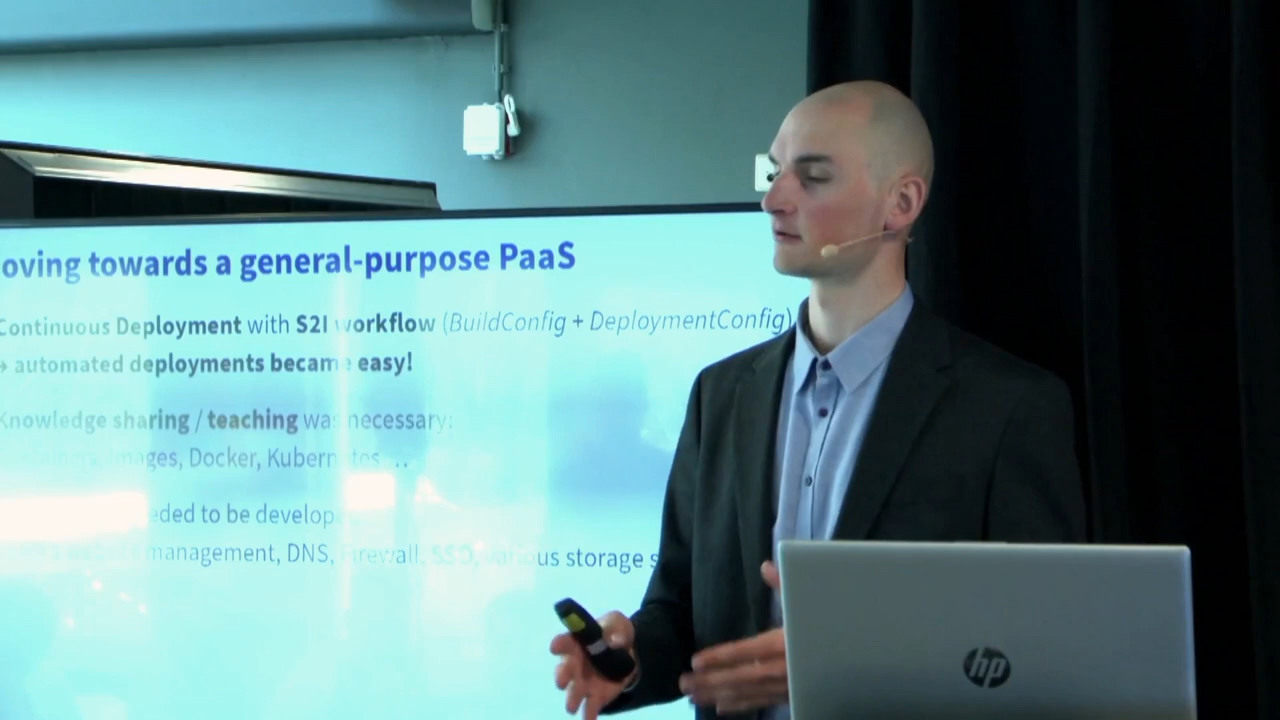 oving towards a general-purpose PaaS
Continuous Deployment with S2I workflow (BuildConfig + DeploymentConfig)
→ automated deployments became easy!
Knowledge sharing / teaching was necessary:
images, Docker, Kubernetes ...
eded to be develop
management, DNS, Firewall, SSO, various storage s
hp